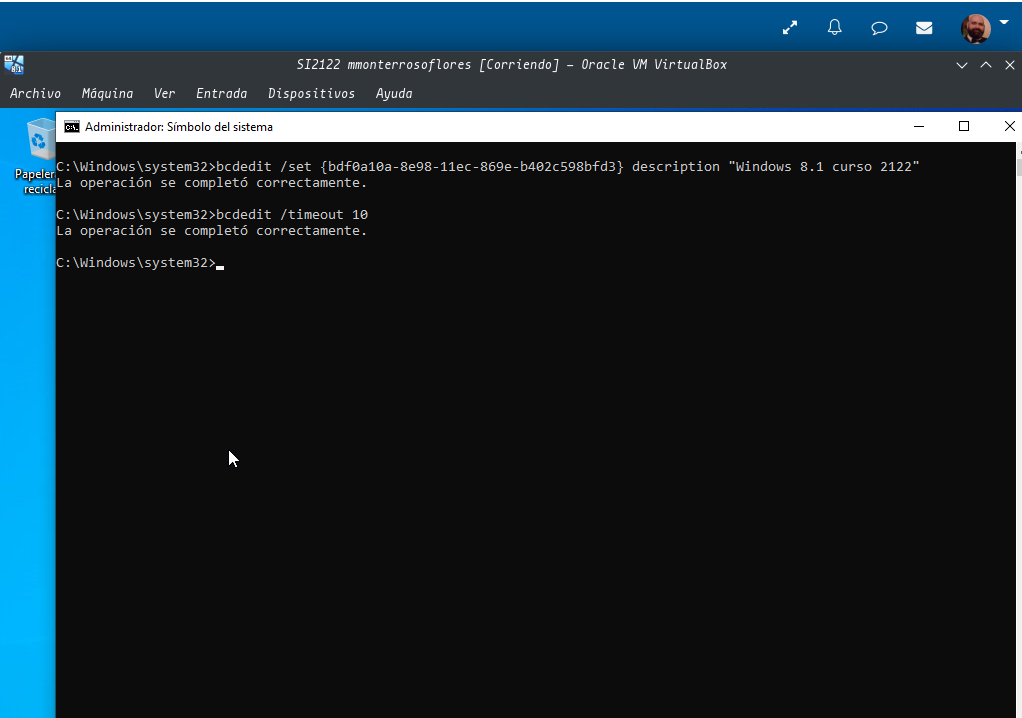 SI2122 mmonterrosoflores [Corriendo] – Oracle VM VirtualBox
Archivo Máquina Ver Entrada Dispositivos Ayuda
Administrador: Símbolo del sistema
Papeler
recicla
C:\Windows\system32>bcdedit /set {bdf0a10a-8e98-11ec-869e-b402c598bfd3} description "Windows 8.1 curso 2122"
La operación se completó correctamente.
C:\Windows\system32>bcdedit /timeout 10
La operación se completó correctamente.
C:\Windows\system32>